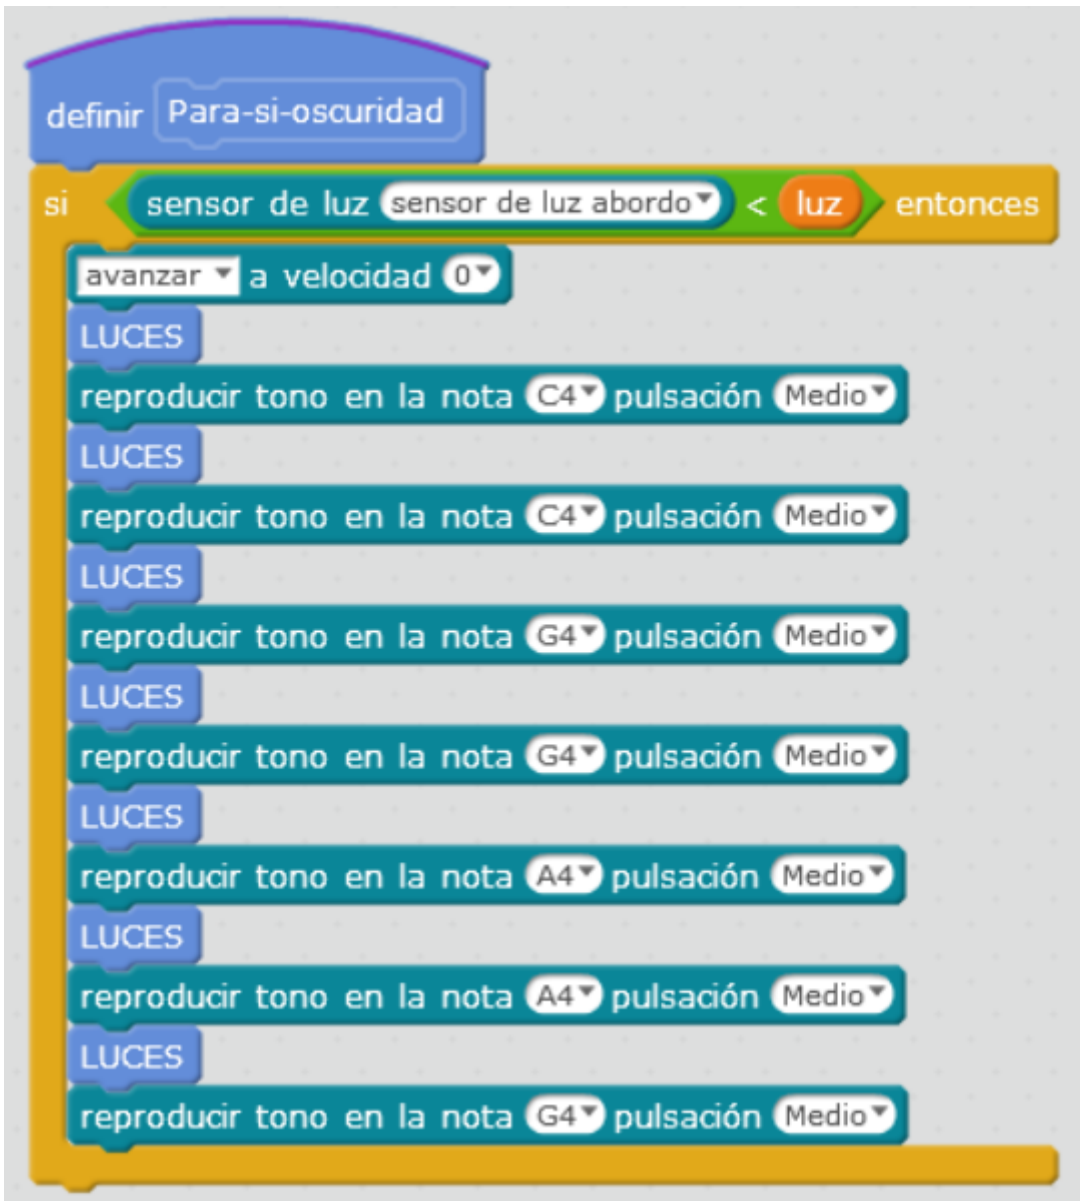 definir Para-si-oscuridad
si sensor de luz sensor de luz abordo < luz entonces
avanzar a velocidad 0
LUCES
reproducir tono en la nota C4 pulsación Medio
LUCES
reproducir tono en la nota C4 pulsación Medio
LUCES
reproducir tono en la nota G4 pulsación Medio
LUCES
reproducir tono en la nota G4 pulsación Medio
LUCES
reproducir tono en la nota A4 pulsación Medio
LUCES
reproducir tono en la nota A4 pulsación Medio
LUCES
reproducir tono en la nota G4 pulsación Medio